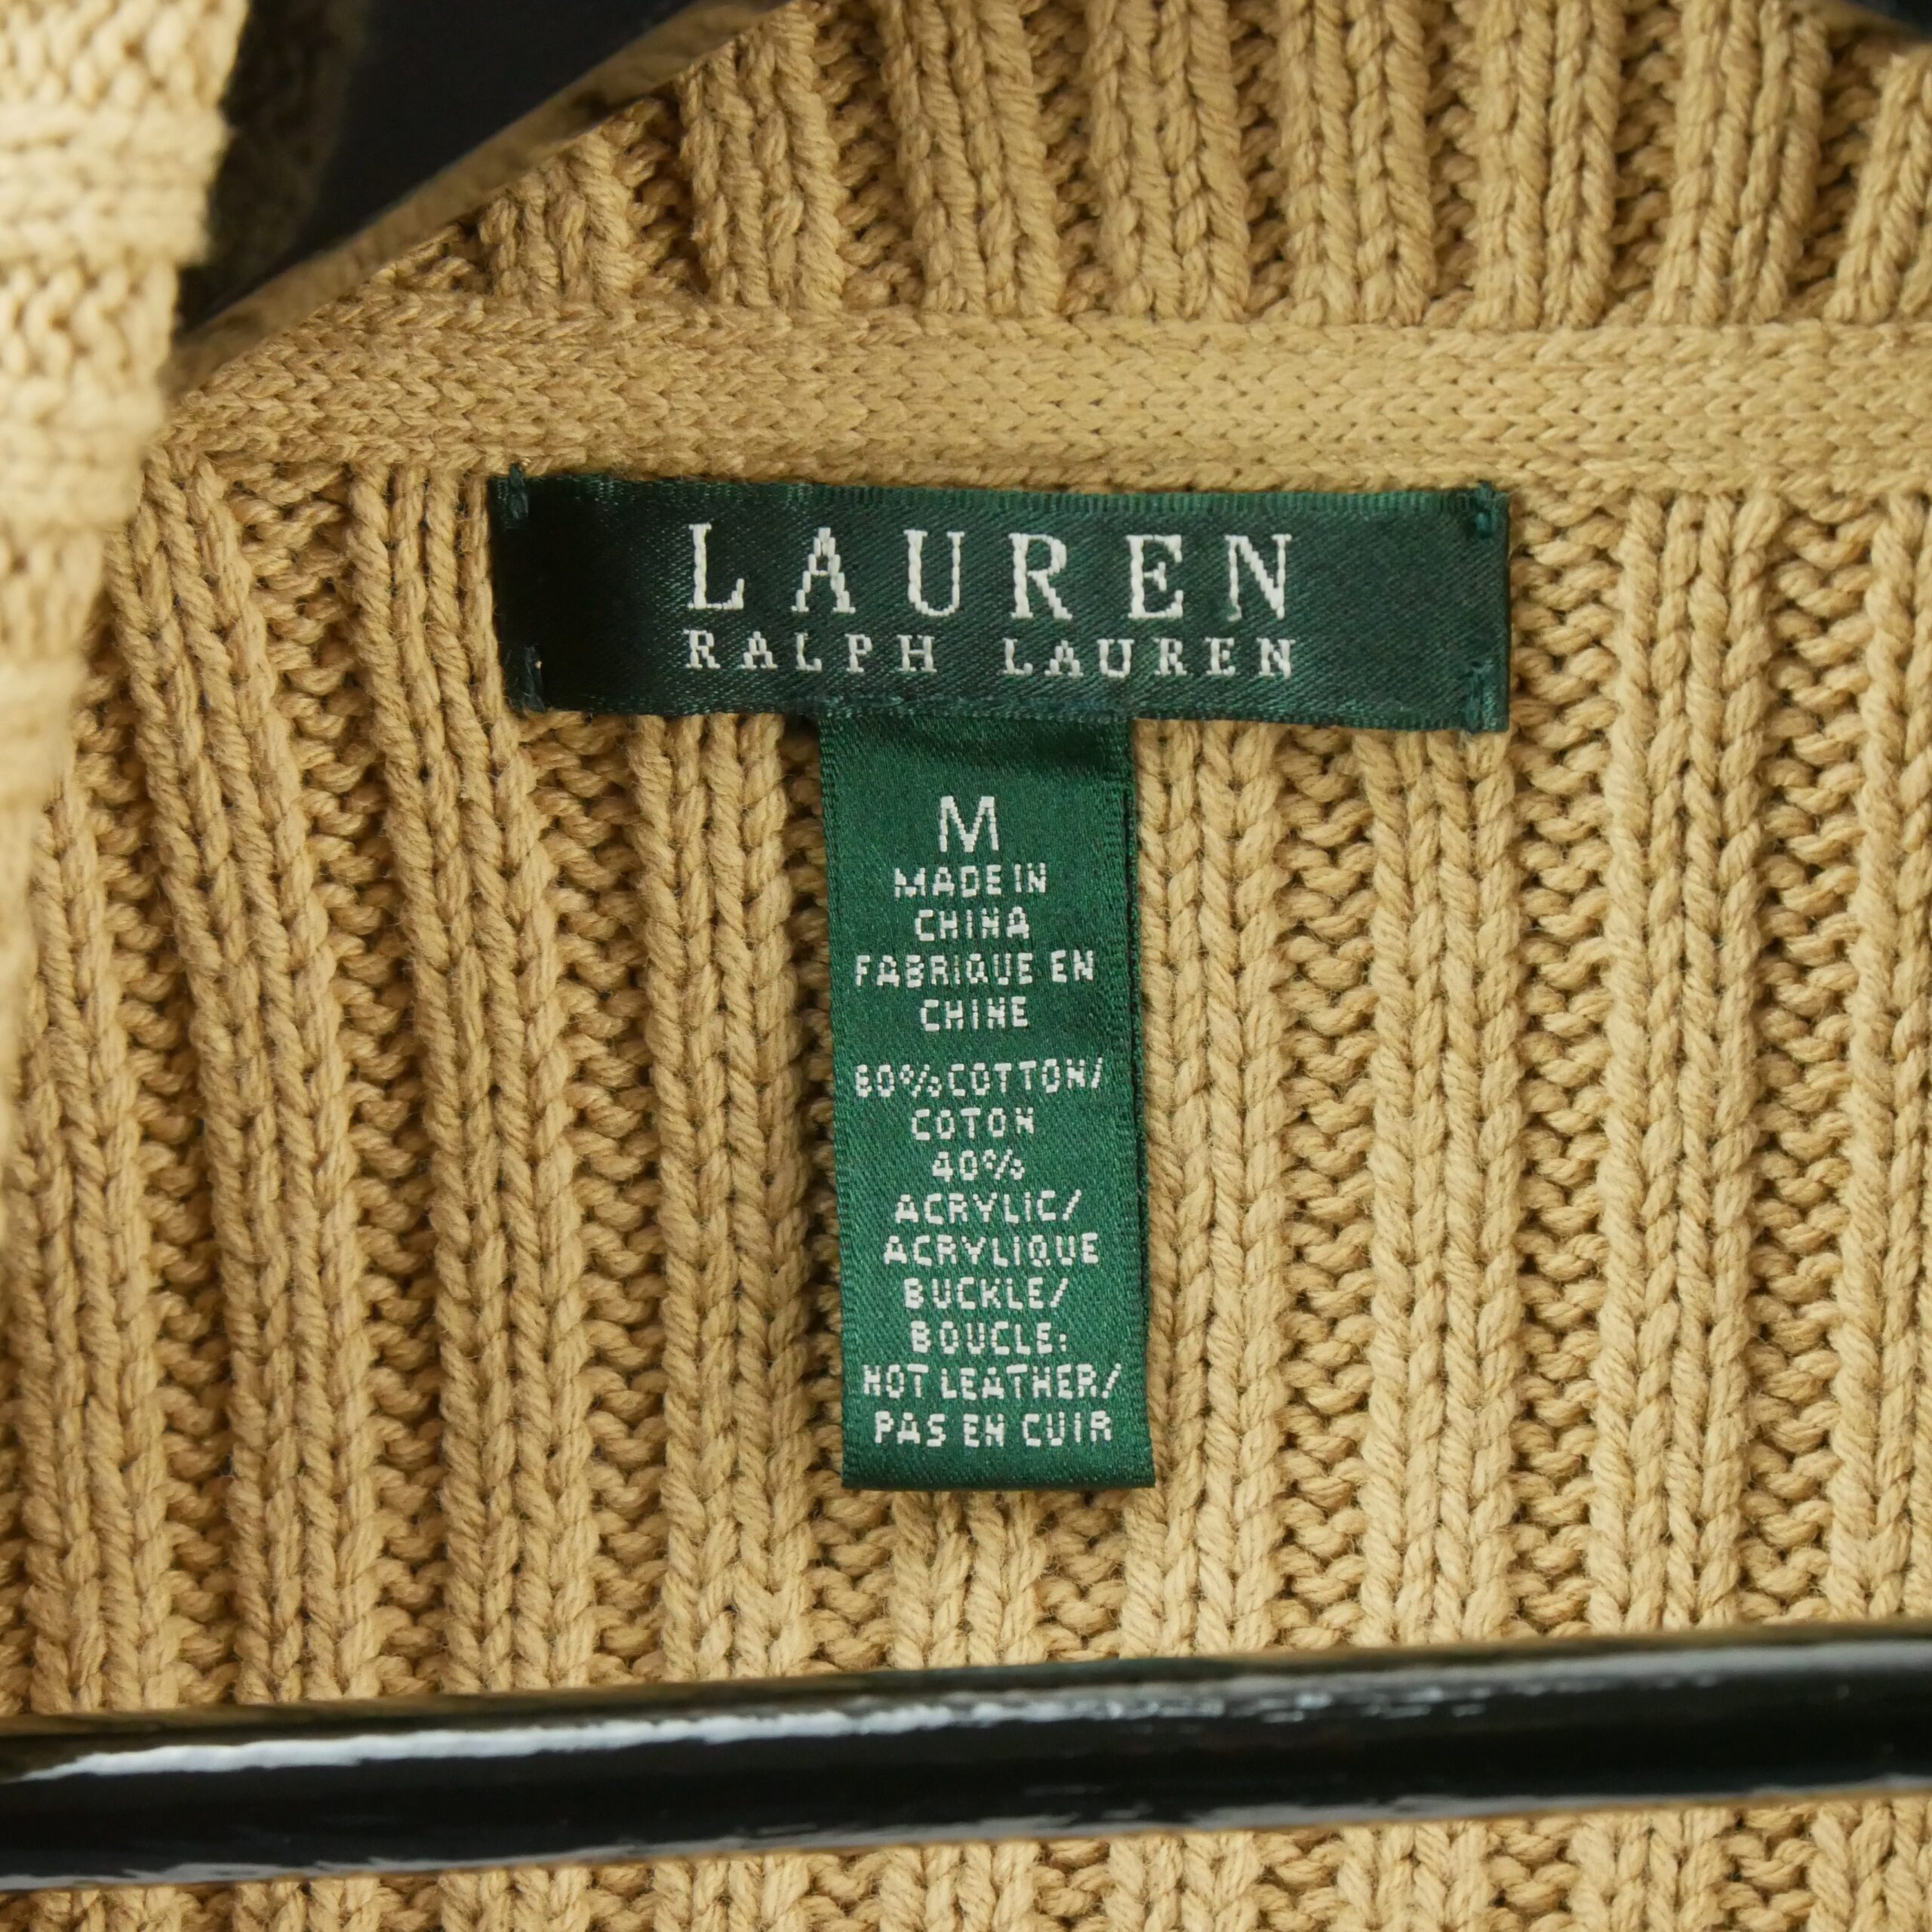 LAUREN
RALPH LAUREN
M
MADE IN
CHINA
FABRIQUE EN
CHINE
60% COTTON/
COTON
40%
ACRYLIC/
ACRYLIQUE
BUCKLE/
BOUCLE:
NOT LEATHER/
PAS EN CUIR